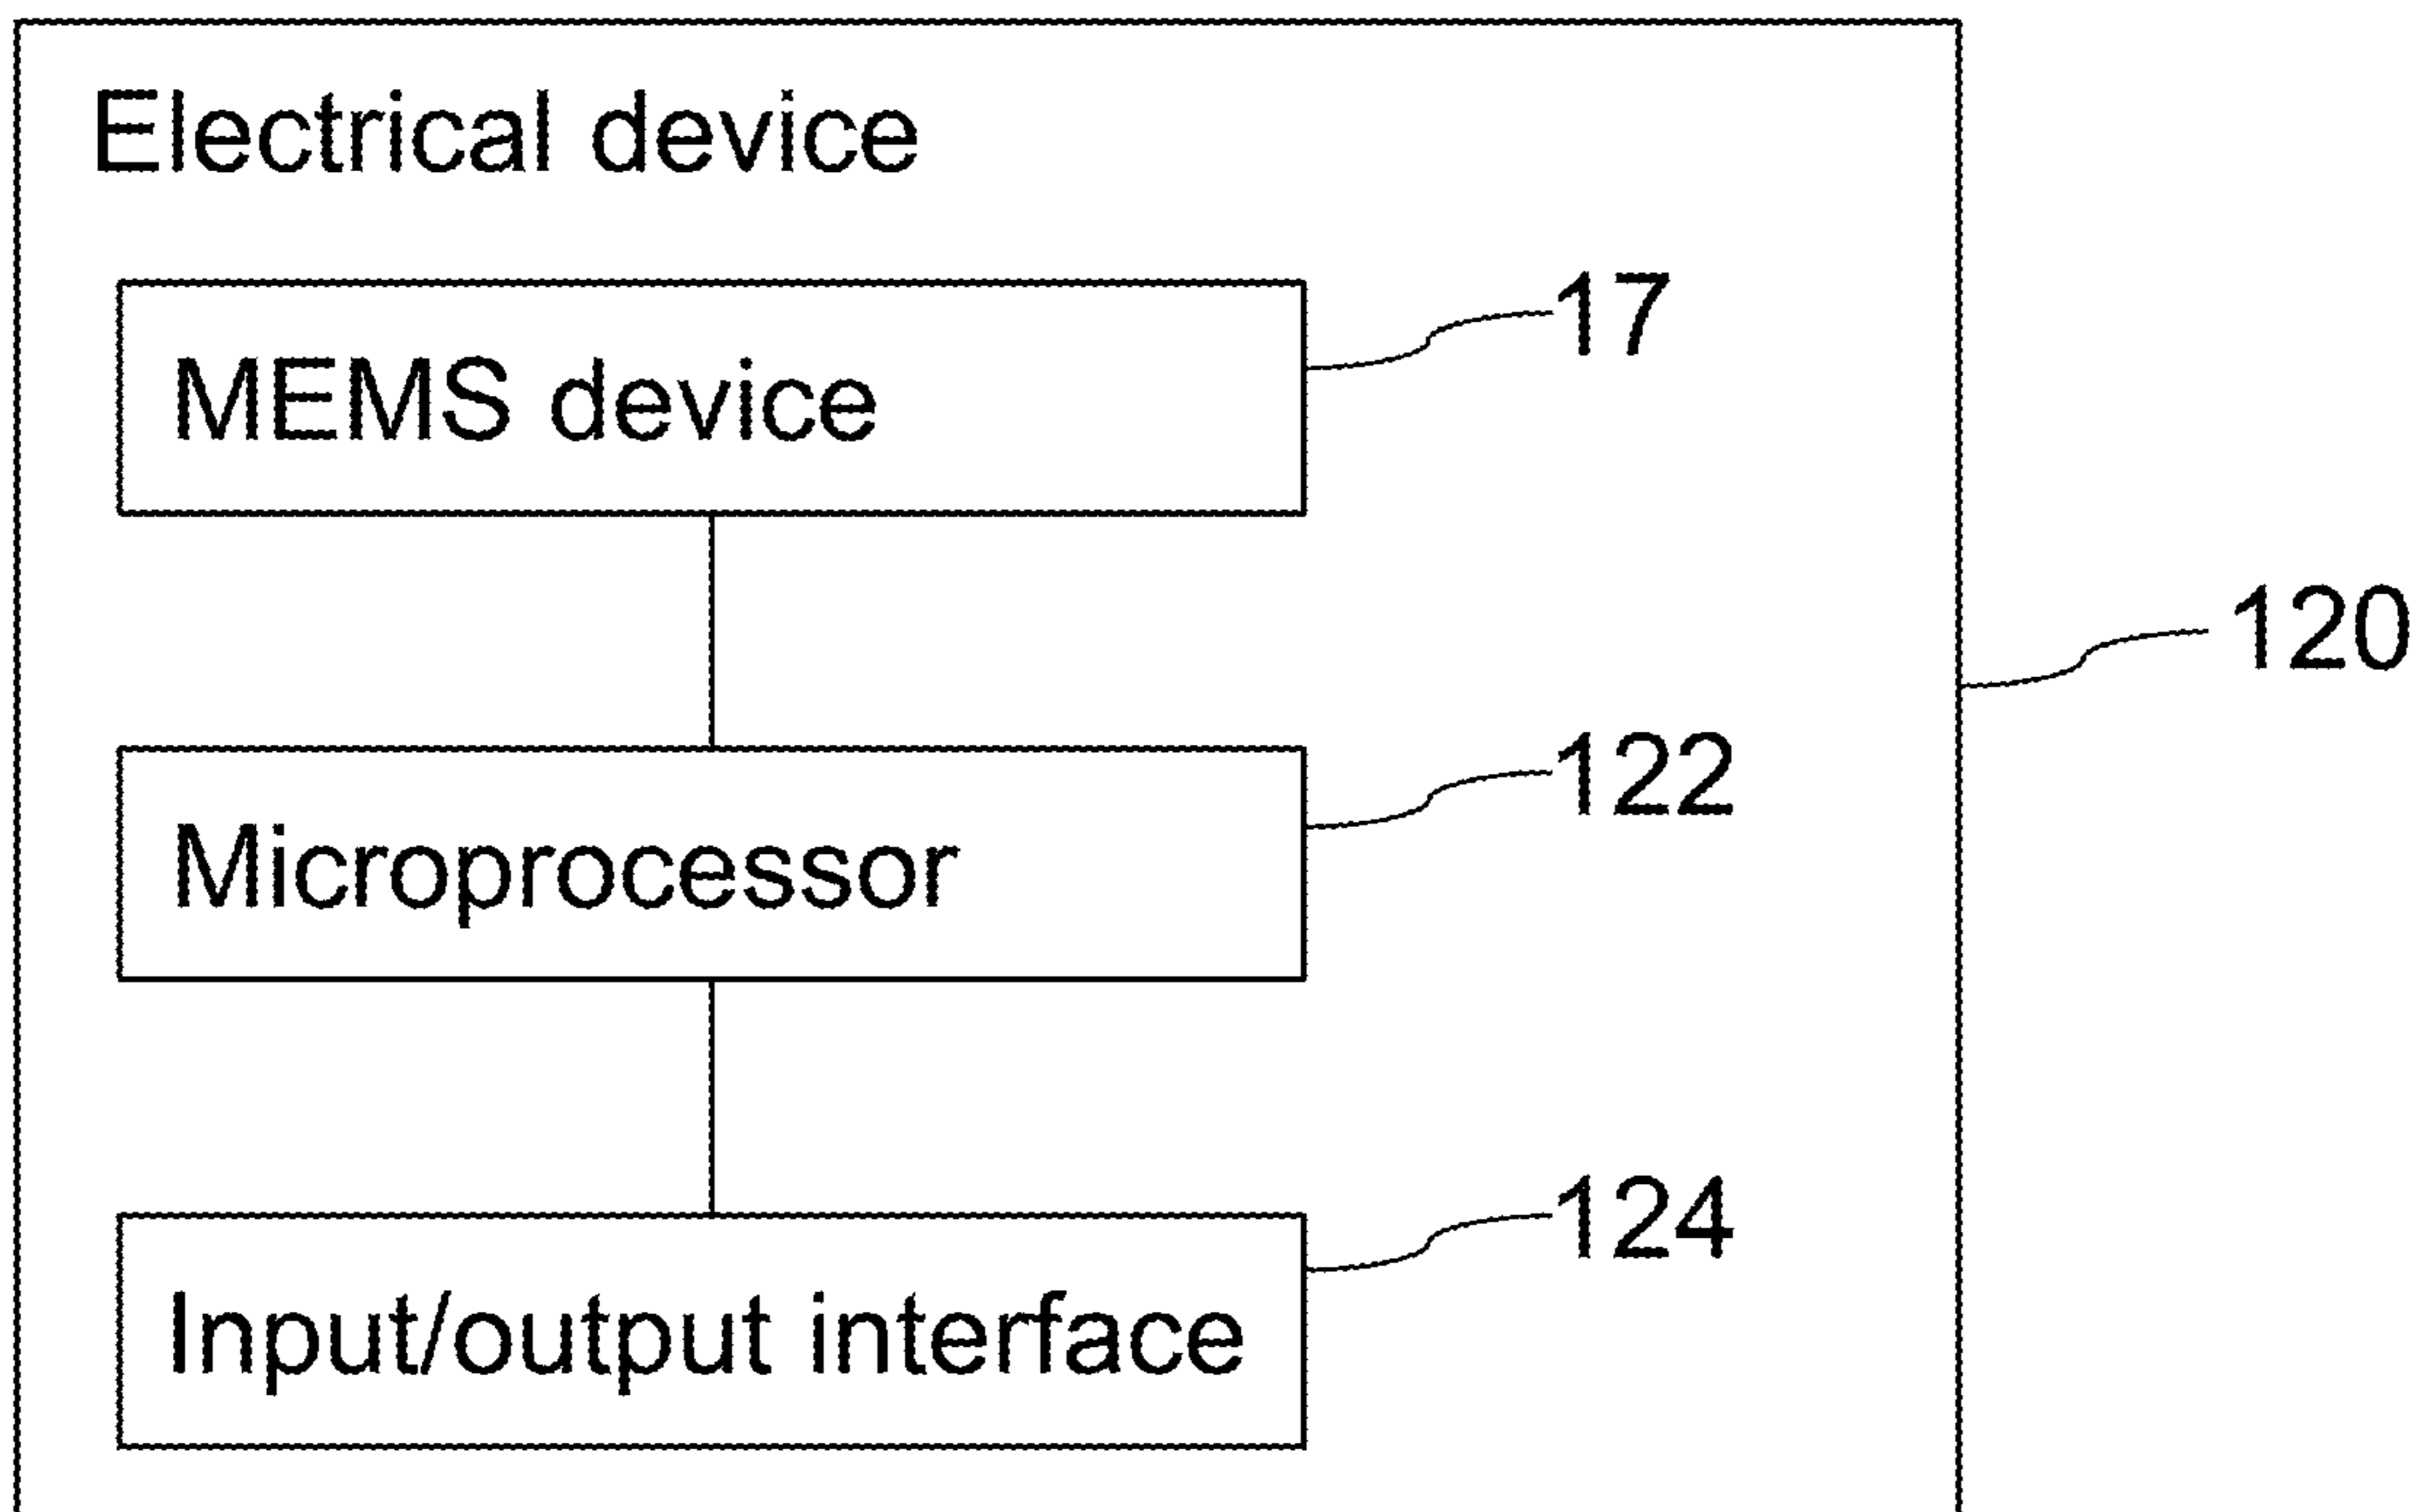 Electrical device
17
MEMS device
120
122
Microprocessor
124
Input/output interface